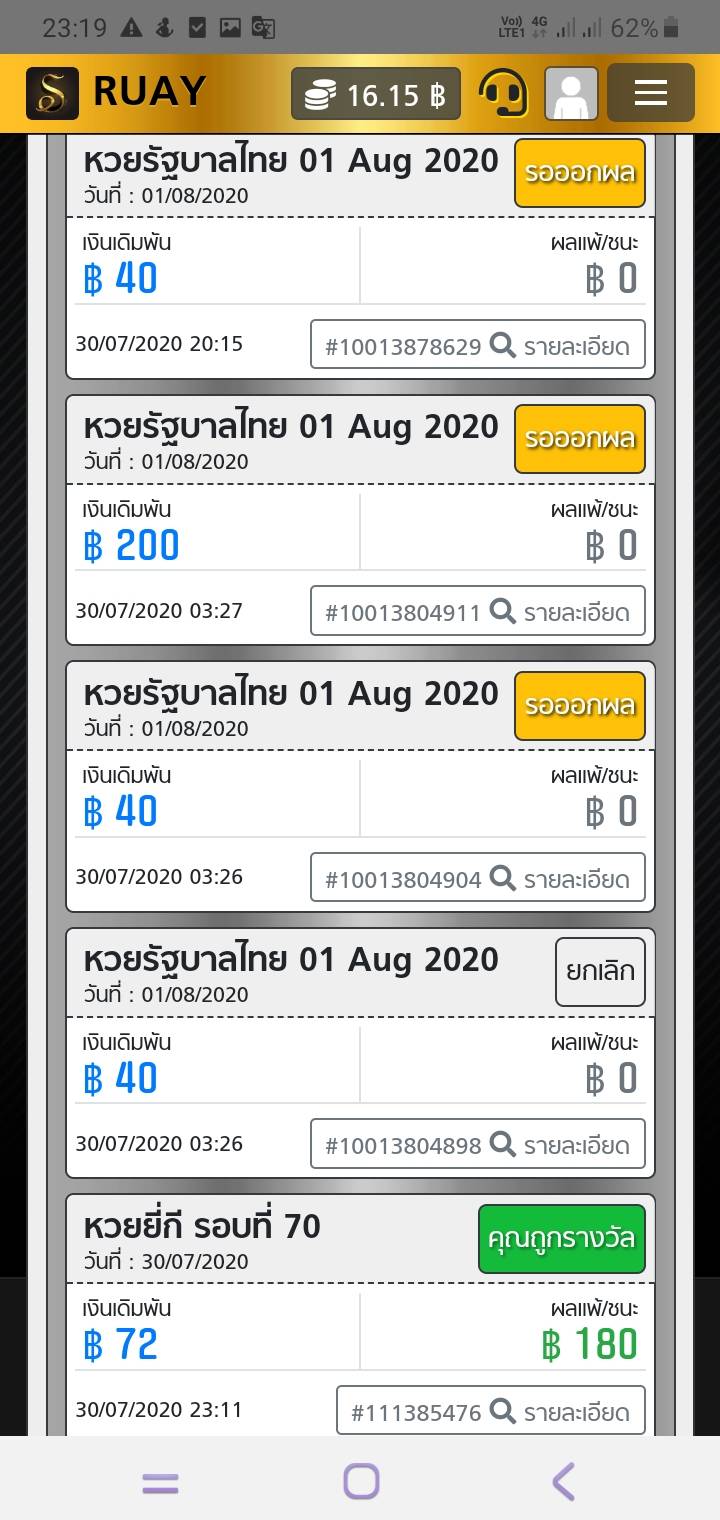 23:19
Vo)) LTE1 4G 62%
S RUAY 16.15 ฿
หวยรัฐบาลไทย 01 Aug 2020 รอออกผล
วันที่ : 01/08/2020
เงินเดิมพัน ผลแพ้/ชนะ
฿ 40 ฿ 0
30/07/2020 20:15 #10013878629 รายละเอียด
หวยรัฐบาลไทย 01 Aug 2020 รอออกผล
วันที่ : 01/08/2020
เงินเดิมพัน ผลแพ้/ชนะ
฿ 200 ฿ 0
30/07/2020 03:27 #10013804911 รายละเอียด
หวยรัฐบาลไทย 01 Aug 2020 รอออกผล
วันที่ : 01/08/2020
เงินเดิมพัน ผลแพ้/ชนะ
฿ 40 ฿ 0
30/07/2020 03:26 #10013804904 รายละเอียด
หวยรัฐบาลไทย 01 Aug 2020 ยกเลิก
วันที่ : 01/08/2020
เงินเดิมพัน ผลแพ้/ชนะ
฿ 40 ฿ 0
30/07/2020 03:26 #10013804898 รายละเอียด
หวยยี่กี รอบที่ 70 คุณถูกรางวัล
วันที่ : 30/07/2020
เงินเดิมพัน ผลแพ้/ชนะ
฿ 72 ฿ 180
30/07/2020 23:11 #111385476 รายละเอียด